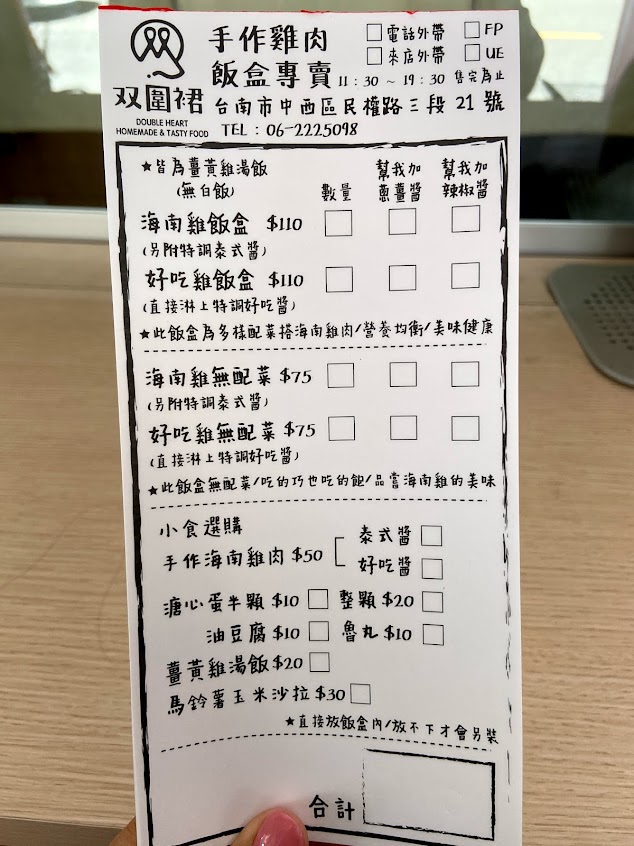 手作雞肉
飯盒專賣
□電話外帶 □FP
□來店外帶 □UE
11:30~19:30 售完為止
双圍裙
DOUBLE HEART
HOMEMADE & TASTY FOOD
台南市中西區民權路三段21號
TEL:06-2225098
★皆為薑黃雞湯飯
(無白飯)
數量
幫我加
蔥薑醬
幫我加
辣椒醬
海南雞飯盒 $110 □ □ □
(另附特調泰式醬)
好吃雞飯盒 $110 □ □ □
(直接淋上特調好吃醬)
★此飯盒為多樣配菜搭海南雞肉/營養均衡/美味健康
海南雞無配菜 $75 □ □ □
(另附特調泰式醬)
好吃雞無配菜 $75 □ □ □
(直接淋上特調好吃醬)
★此飯盒無配菜/吃的巧也吃的飽/品嘗海南雞的美味
小食選購
手作海南雞肉 $50
泰式醬 □
好吃醬 □
溏心蛋半顆 $10 □ 整顆 $20 □
油豆腐 $10 □ 魯丸 $10 □
薑黃雞湯飯 $20 □
馬鈴薯玉米沙拉 $30 □
★直接放飯盒內/放不下才會另裝
合計